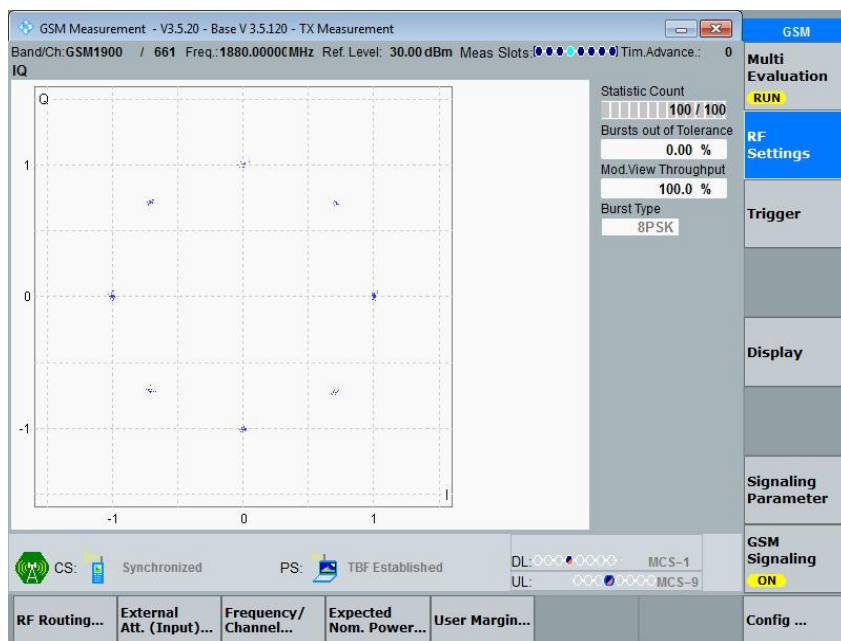 GSM Measurement - V3.5.20 - Base V 3.5.120 - TX Measurement
GSM
Band/Ch: GSM1900 / 661 Freq.: 1880.0000 MHz Ref. Level: 30.00 dBm Meas Slots: Tim.Advance.: 0
IQ
Multi
Evaluation
RUN
Q
Statistic Count
100 / 100
Bursts out of Tolerance
0.00 %
Mod.View Throughput
100.0 %
Burst Type
8PSK
RF
Settings
Trigger
Display
Signaling
Parameter
GSM
Signaling
ON
1
0
-1
I
-1 0 1
CS: Synchronized PS: TBF Established
DL: MCS-1
UL: MCS-9
RF Routing...
External
Att. (Input)...
Frequency/
Channel...
Expected
Nom. Power...
User Margin...
Config ...